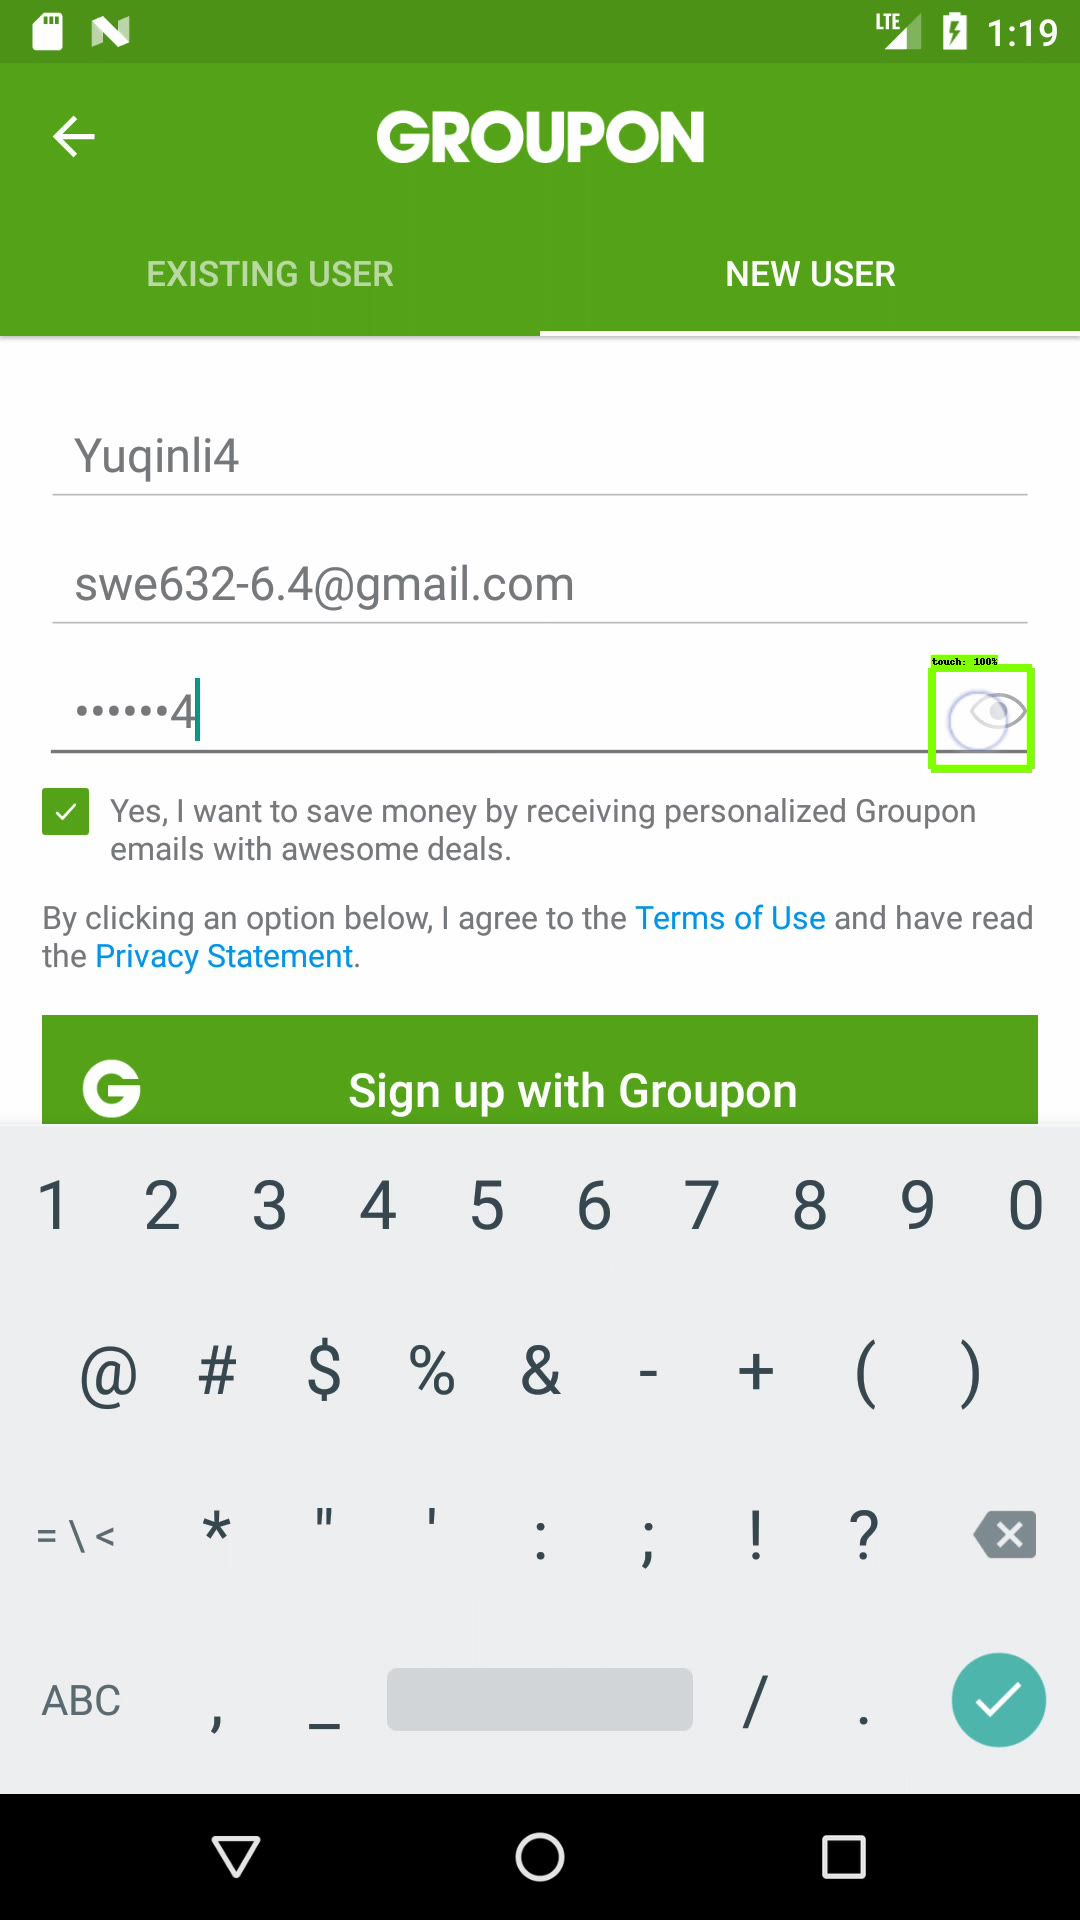 LTE 1:19
GROUPON
EXISTING USER NEW USER
Yuqinli4
swe632-6.4@gmail.com
touch: 100%
••••••4
Yes, I want to save money by receiving personalized Groupon
emails with awesome deals.
By clicking an option below, I agree to the Terms of Use and have read
the Privacy Statement.
G Sign up with Groupon
1 2 3 4 5 6 7 8 9 0
@ # $ % & - + ( )
= \ < * " ' : ; ! ?
ABC , _ / .